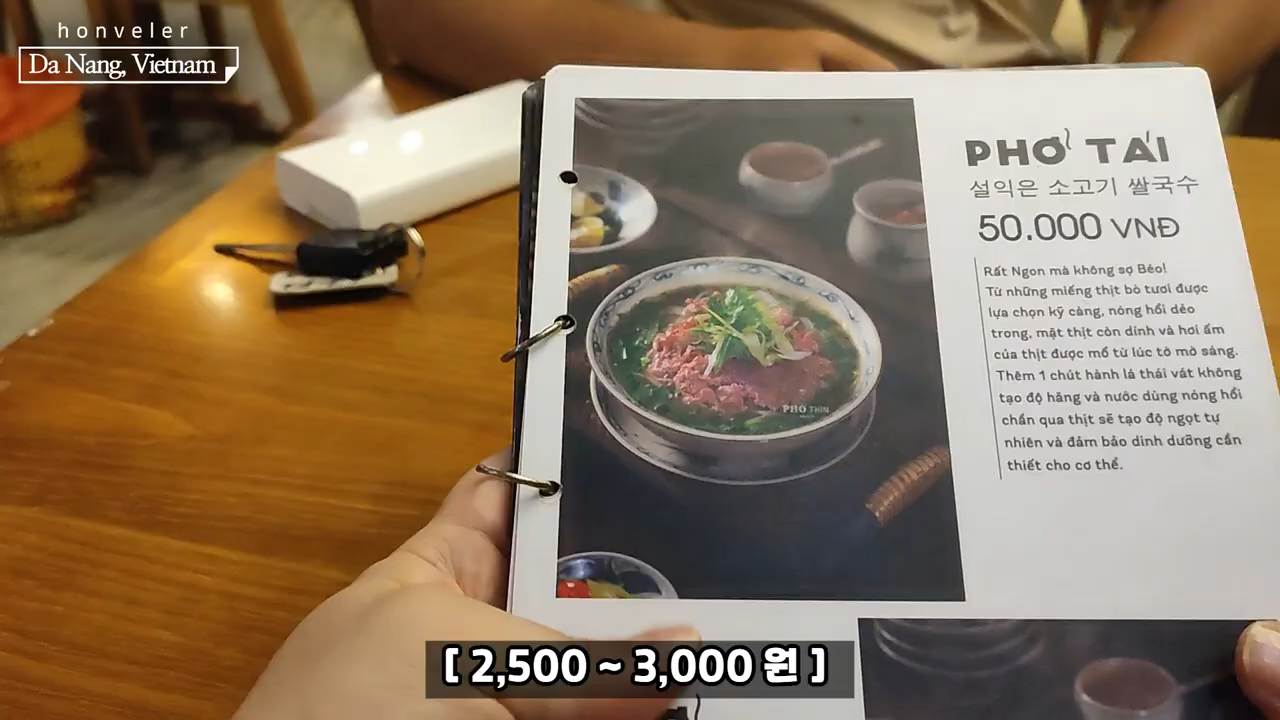 honveler
Da Nang, Vietnam
PHỞ TÁI
설익은 소고기 쌀국수
50.000 VNĐ
Rất Ngon mà không sợ Béo!
Từ những miếng thịt bò tươi được
lựa chọn kỹ càng, nóng hổi dẻo
trong, mặt thịt còn dính và hơi ấm
của thịt được mổ từ lúc tờ mờ sáng.
Thêm 1 chút hành lá thái vát không
tạo độ hăng và nước dùng nóng hổi
chần qua thịt sẽ tạo độ ngọt tự
nhiên và đảm bảo dinh dưỡng cần
thiết cho cơ thể.
PHỞ THÌN
[ 2,500 ~ 3,000 원 ]